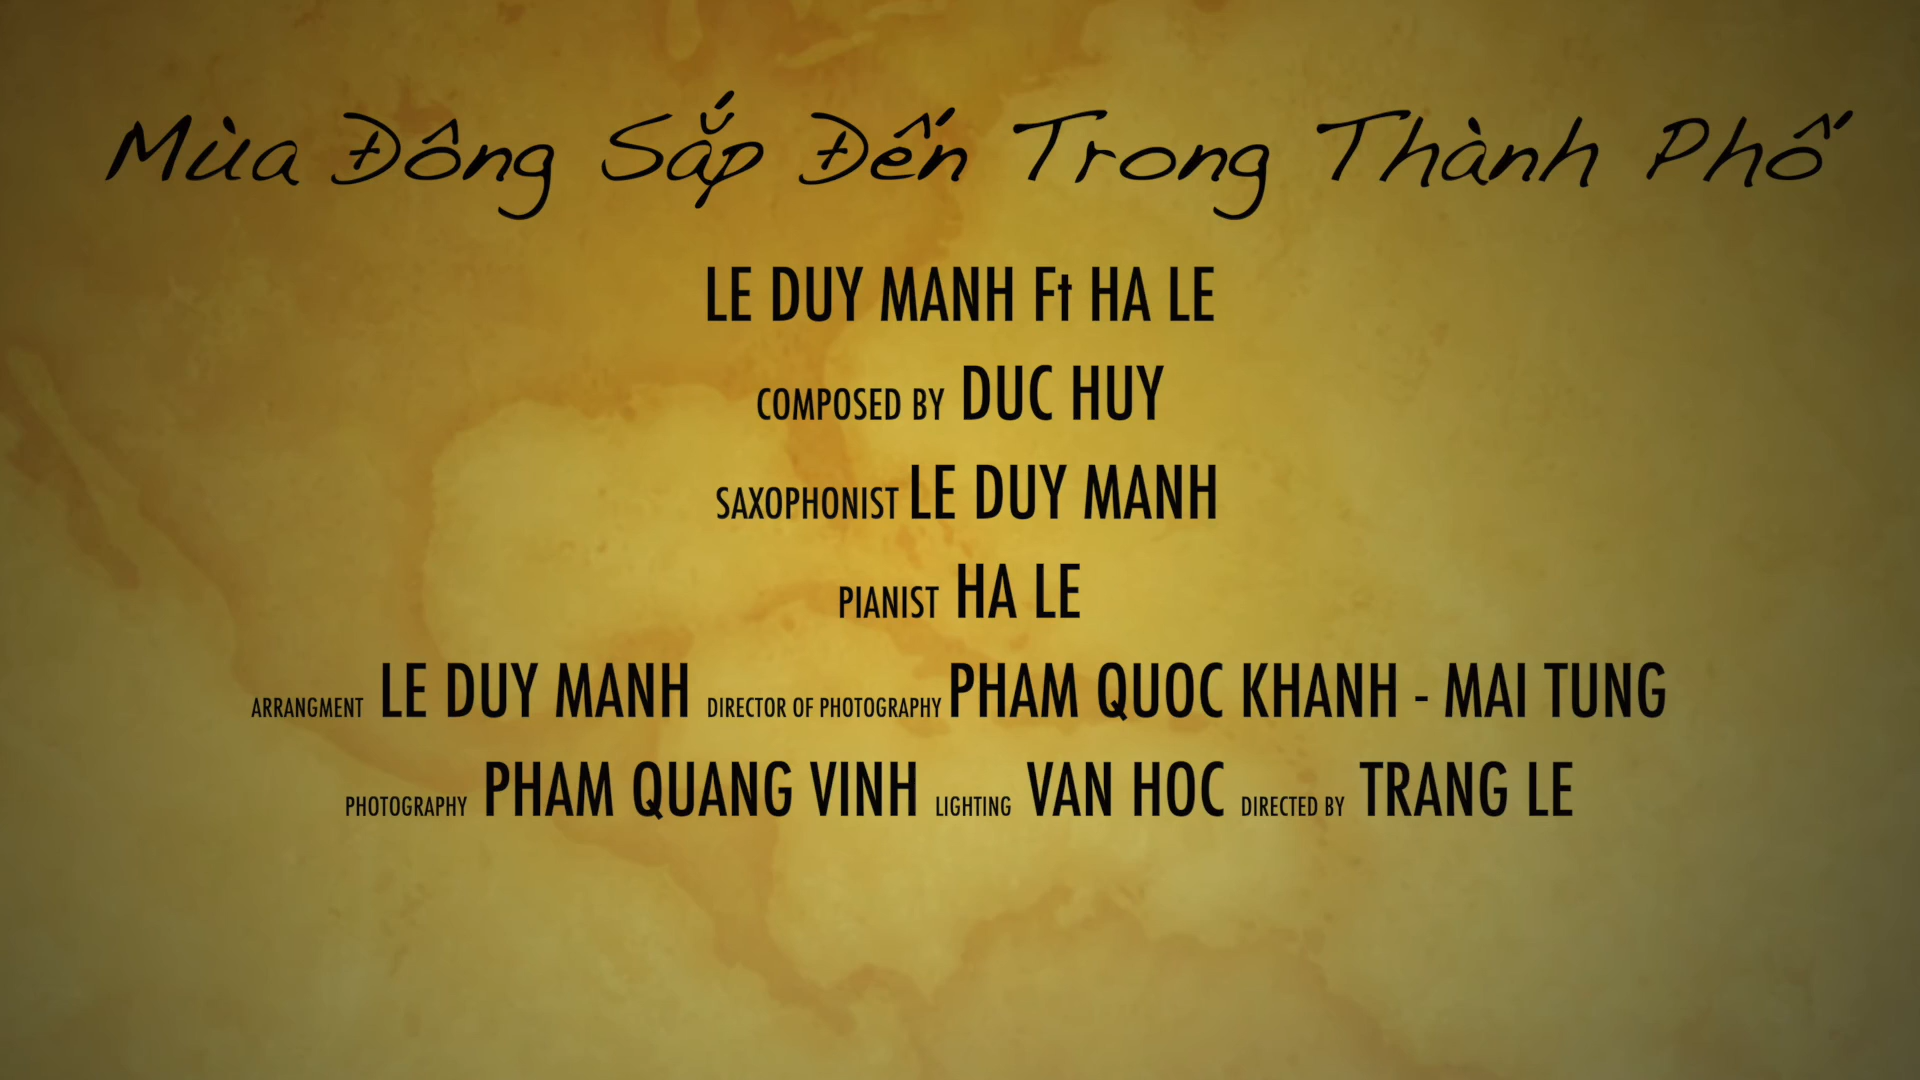 Mùa Đông Sắp Đến Trong Thành Phố
LE DUY MANH Ft HA LE
COMPOSED BY DUC HUY
SAXOPHONIST LE DUY MANH
PIANIST HA LE
ARRANGMENT LE DUY MANH DIRECTOR OF PHOTOGRAPHY PHAM QUOC KHANH - MAI TUNG
PHOTOGRAPHY PHAM QUANG VINH LIGHTING VAN HOC DIRECTED BY TRANG LE